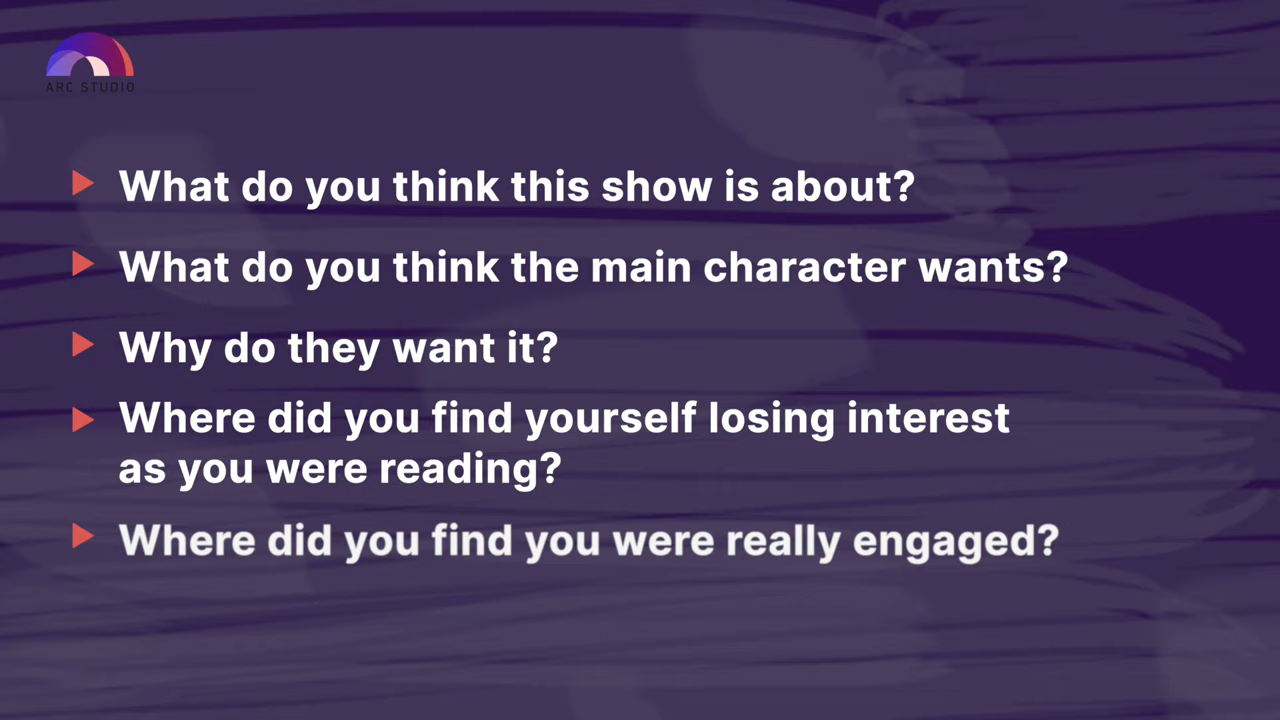 ARC STUDIO
What do you think this show is about?
What do you think the main character wants?
Why do they want it?
Where did you find yourself losing interest
as you were reading?
Where did you find you were really engaged?